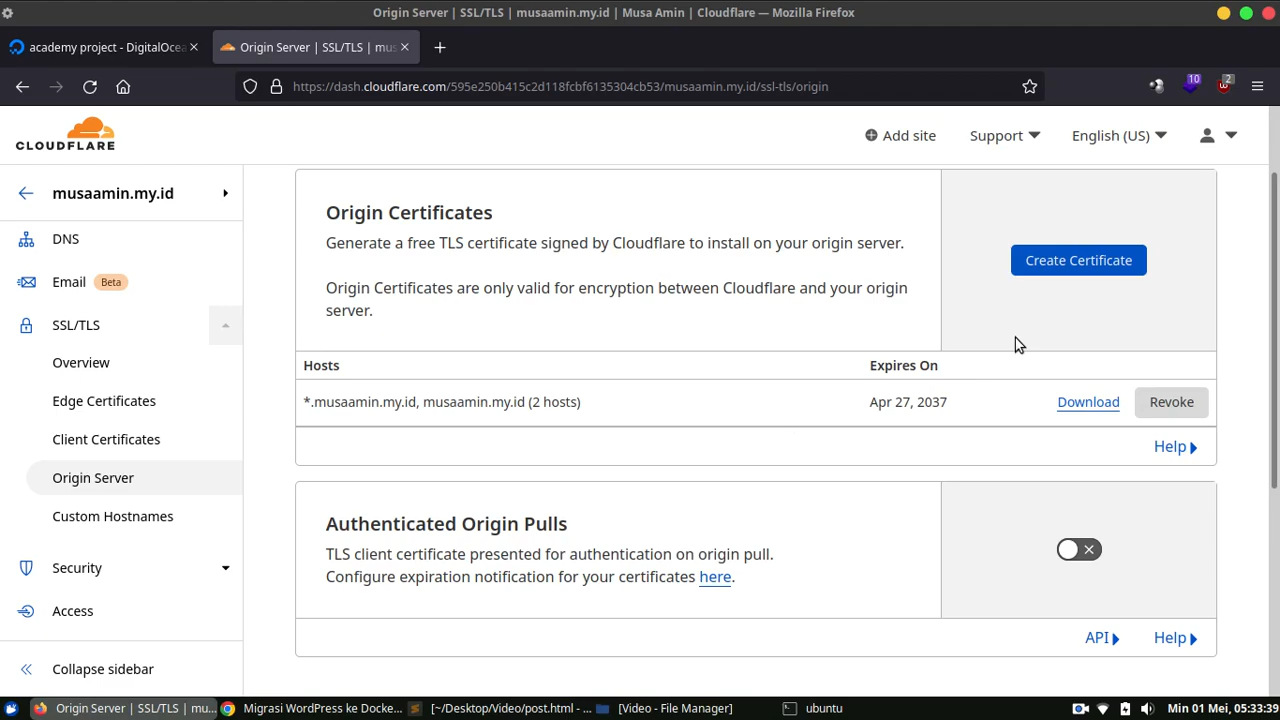 Origin Server | SSL/TLS | musaamin.my.id | Musa Amin | Cloudflare — Mozilla Firefox
academy project - DigitalOcea
Origin Server | SSL/TLS | mus
https://dash.cloudflare.com/595e250b415c2d118fcbf6135304cb53/musaamin.my.id/ssl-tls/origin
10
2
CLOUDFLARE
Add site
Support
English (US)
musaamin.my.id
DNS
Email Beta
SSL/TLS
Overview
Edge Certificates
Client Certificates
Origin Server
Custom Hostnames
Security
Access
Collapse sidebar
Origin Certificates
Generate a free TLS certificate signed by Cloudflare to install on your origin server.
Origin Certificates are only valid for encryption between Cloudflare and your origin
server.
Create Certificate
Hosts
Expires On
*.musaamin.my.id, musaamin.my.id (2 hosts)
Apr 27, 2037
Download
Revoke
Help
Authenticated Origin Pulls
TLS client certificate presented for authentication on origin pull.
Configure expiration notification for your certificates here.
API
Help
Origin Server | SSL/TLS | mu...
Migrasi WordPress ke Docke...
[~/Desktop/Video/post.html - ...
[Video - File Manager]
ubuntu
Min 01 Mei, 05:33:39